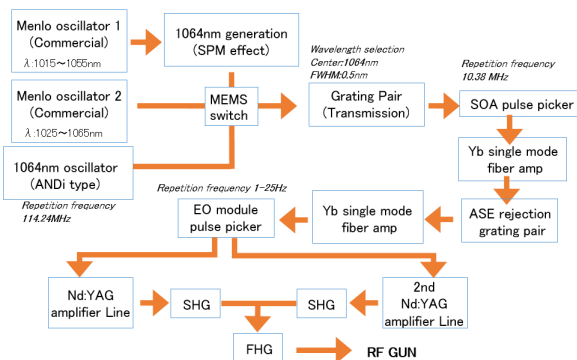 Menlo oscillator 1
(Commercial)
λ:1015～1055nm
1064nm generation
(SPM effect)
Wavelength selection
Center:1064nm
FWHM:0.5nm
Repetition frequency
10.38 MHz
Menlo oscillator 2
(Commercial)
λ:1025～1065nm
MEMS
switch
Grating Pair
(Transmission)
SOA pulse picker
1064nm oscillator
(ANDi type)
Repetition frequency
114.24MHz
Yb single mode
fiber amp
Repetition frequency 1-25Hz
EO module
pulse picker
Yb single mode
fiber amp
ASE rejection
grating pair
Nd:YAG
amplifier Line
SHG
SHG
2nd
Nd:YAG
amplifier Line
FHG
RF GUN